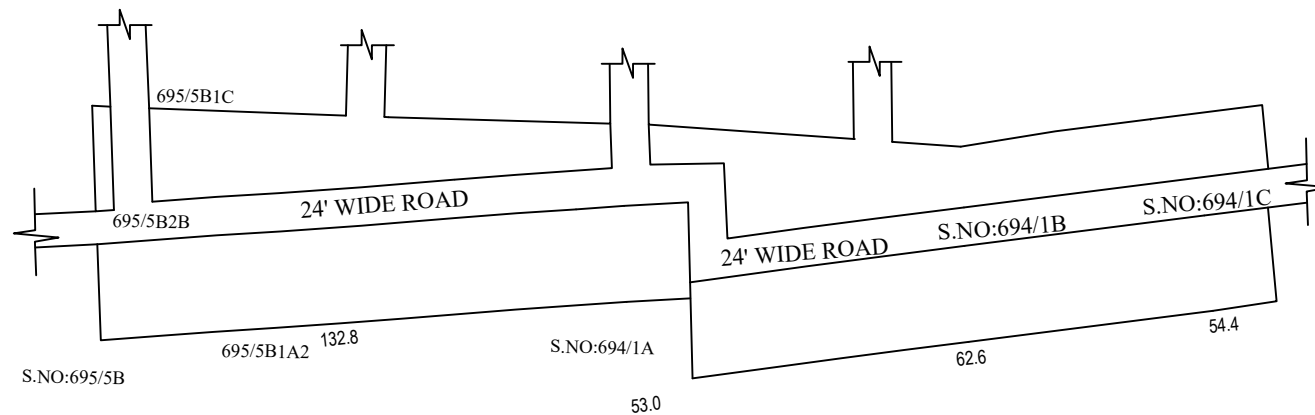 695/5B1C
24' WIDE ROAD
S.NO:694/1C
695/5B2B
S.NO:694/1B
24' WIDE ROAD
132.8
695/5B1A2
S.NO:694/1A
54.4
62.6
S.NO:695/5B
53.0